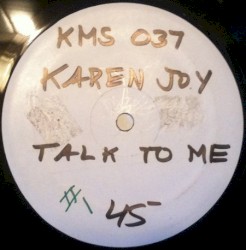 KMS 037
KAREN JOY
TALK TO ME
#1 45